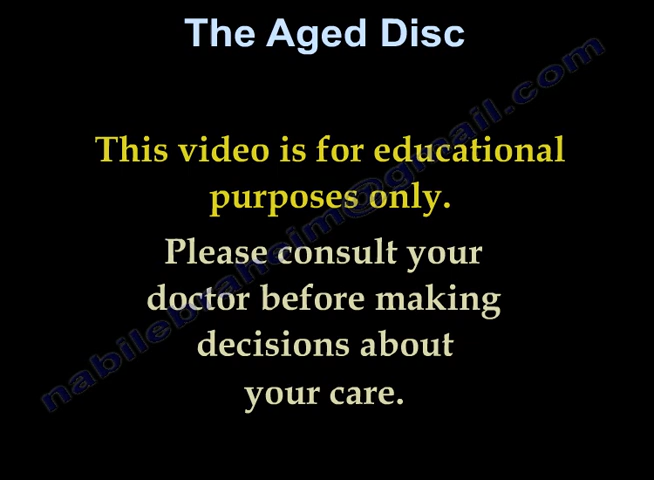 The Aged Disc
This video is for educational
purposes only.
Please consult your
doctor before making
decisions about
your care.
nabilebraheim@gmail.com